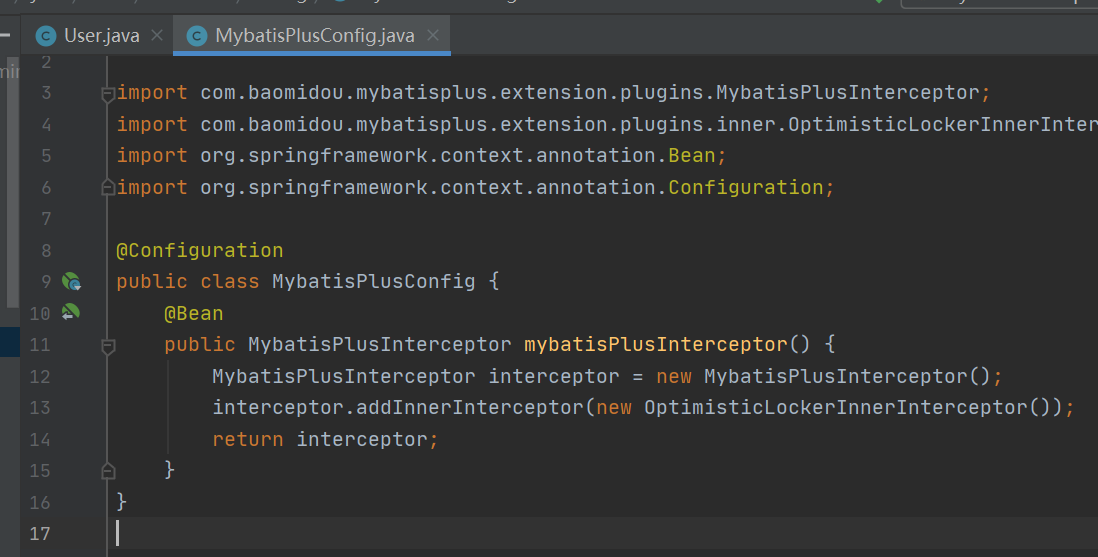 User.java
MybatisPlusConfig.java
2
3 import com.baomidou.mybatisplus.extension.plugins.MybatisPlusInterceptor;
4 import com.baomidou.mybatisplus.extension.plugins.inner.OptimisticLockerInnerInter
5 import org.springframework.context.annotation.Bean;
6 import org.springframework.context.annotation.Configuration;
7
8 @Configuration
9 public class MybatisPlusConfig {
10 @Bean
11 public MybatisPlusInterceptor mybatisPlusInterceptor() {
12 MybatisPlusInterceptor interceptor = new MybatisPlusInterceptor();
13 interceptor.addInnerInterceptor(new OptimisticLockerInnerInterceptor());
14 return interceptor;
15 }
16 }
17